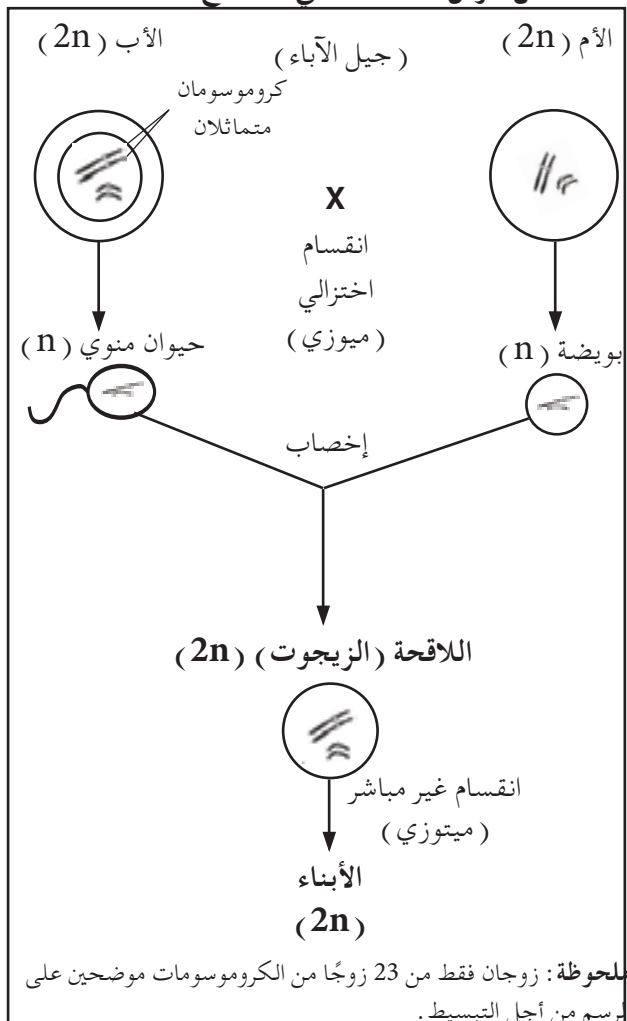 الأم (2n)
(جيل الآباء)
الأب (2n)
كروموسومان
متماثلان
X
انقسام
اختزالي
(ميوزي)
بويضة (n)
حيوان منوي (n)
إخصاب
اللاقحة (الزيجوت) (2n)
انقسام غير مباشر
(ميتوزي)
الأبناء
(2n)
ملحوظة: زوجان فقط من 23 زوجًا من الكروموسومات موضحين على
الرسم من أجل التبسيط.